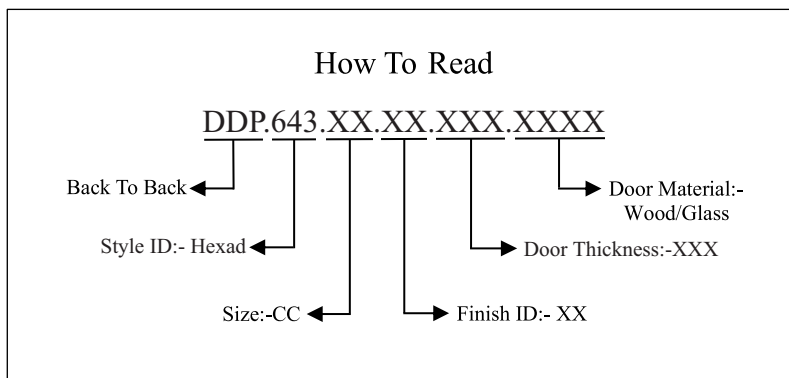 How To Read
DDP.643.XX.XX.XXX.XXXX
Back To Back
Door Material:-
Wood/Glass
Style ID:- Hexad
Door Thickness:-XXX
Size:-CC
Finish ID:- XX